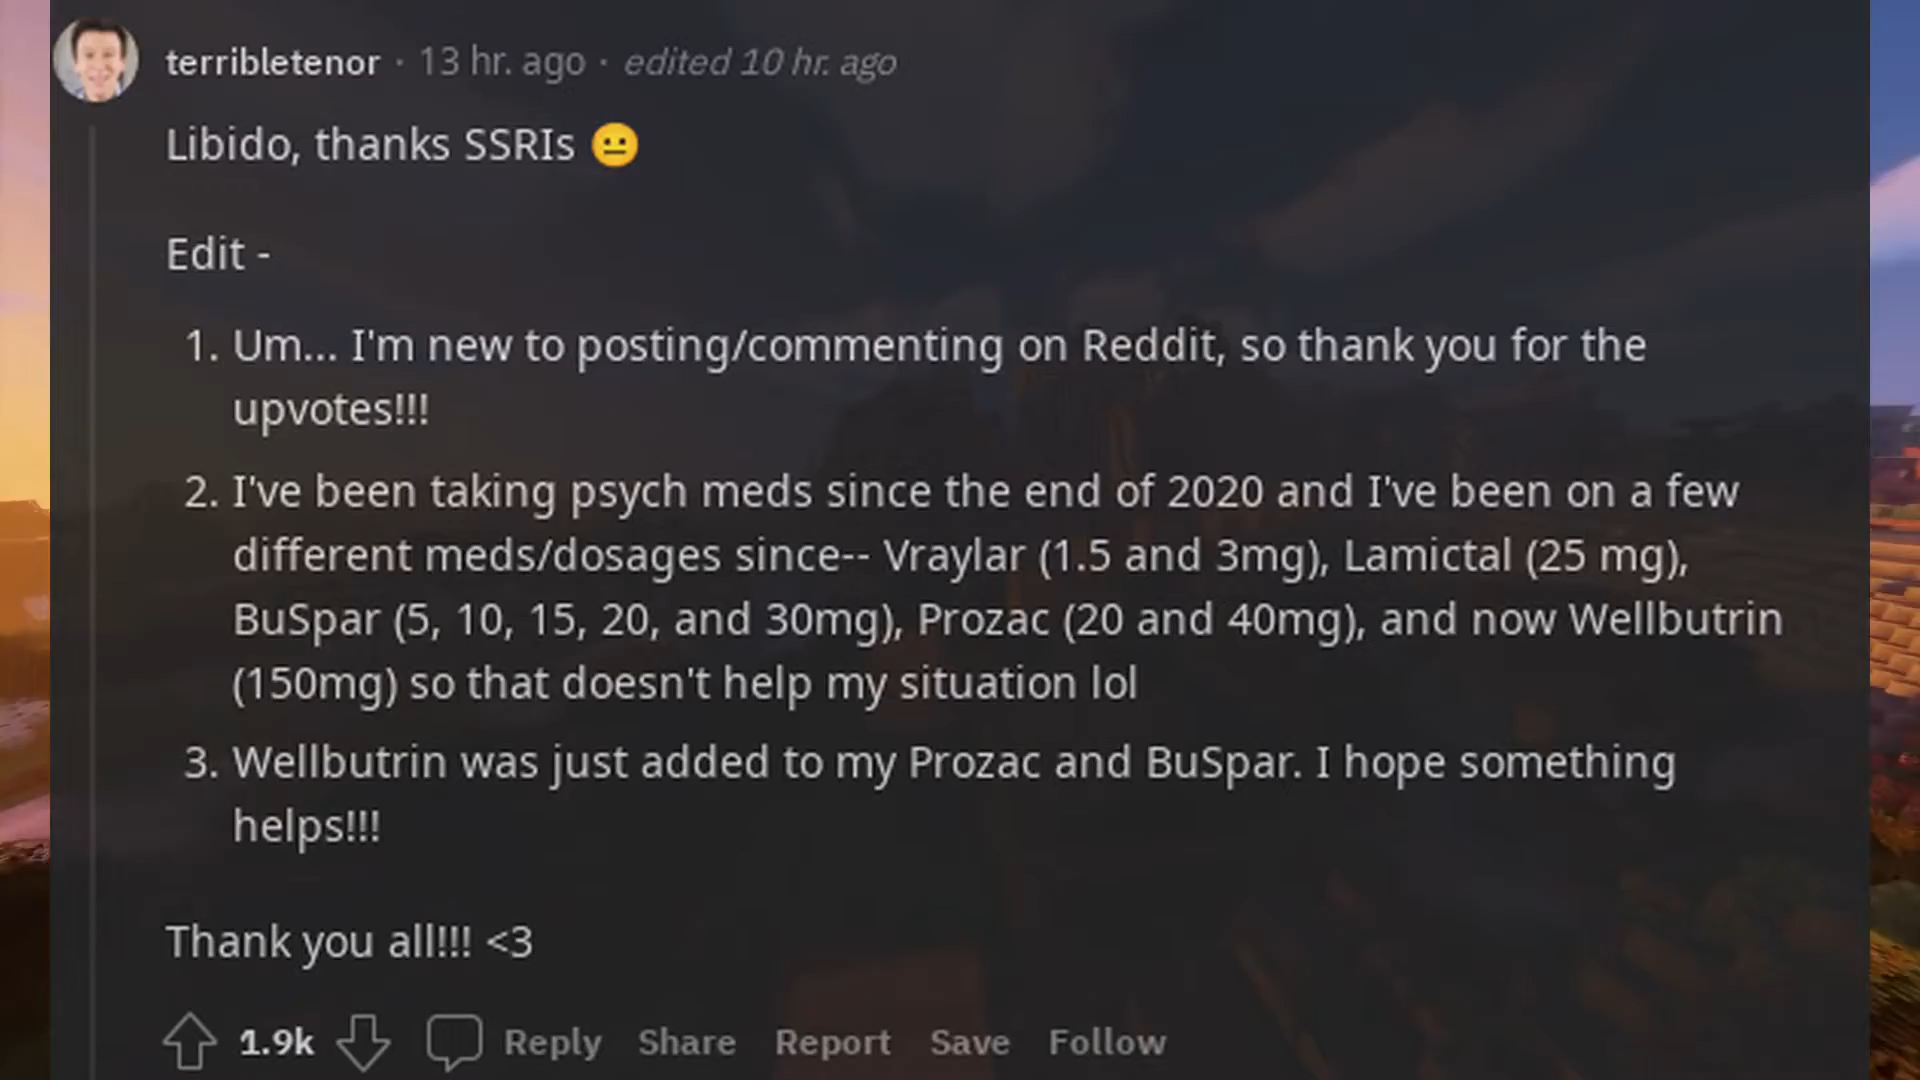 terribletenor · 13 hr. ago · edited 10 hr. ago
Libido, thanks SSRIs 😐
Edit -
1. Um... I'm new to posting/commenting on Reddit, so thank you for the
upvotes!!!
2. I've been taking psych meds since the end of 2020 and I've been on a few
different meds/dosages since-- Vraylar (1.5 and 3mg), Lamictal (25 mg),
BuSpar (5, 10, 15, 20, and 30mg), Prozac (20 and 40mg), and now Wellbutrin
(150mg) so that doesn't help my situation lol
3. Wellbutrin was just added to my Prozac and BuSpar. I hope something
helps!!!
Thank you all!!! <3
1.9k Reply Share Report Save Follow